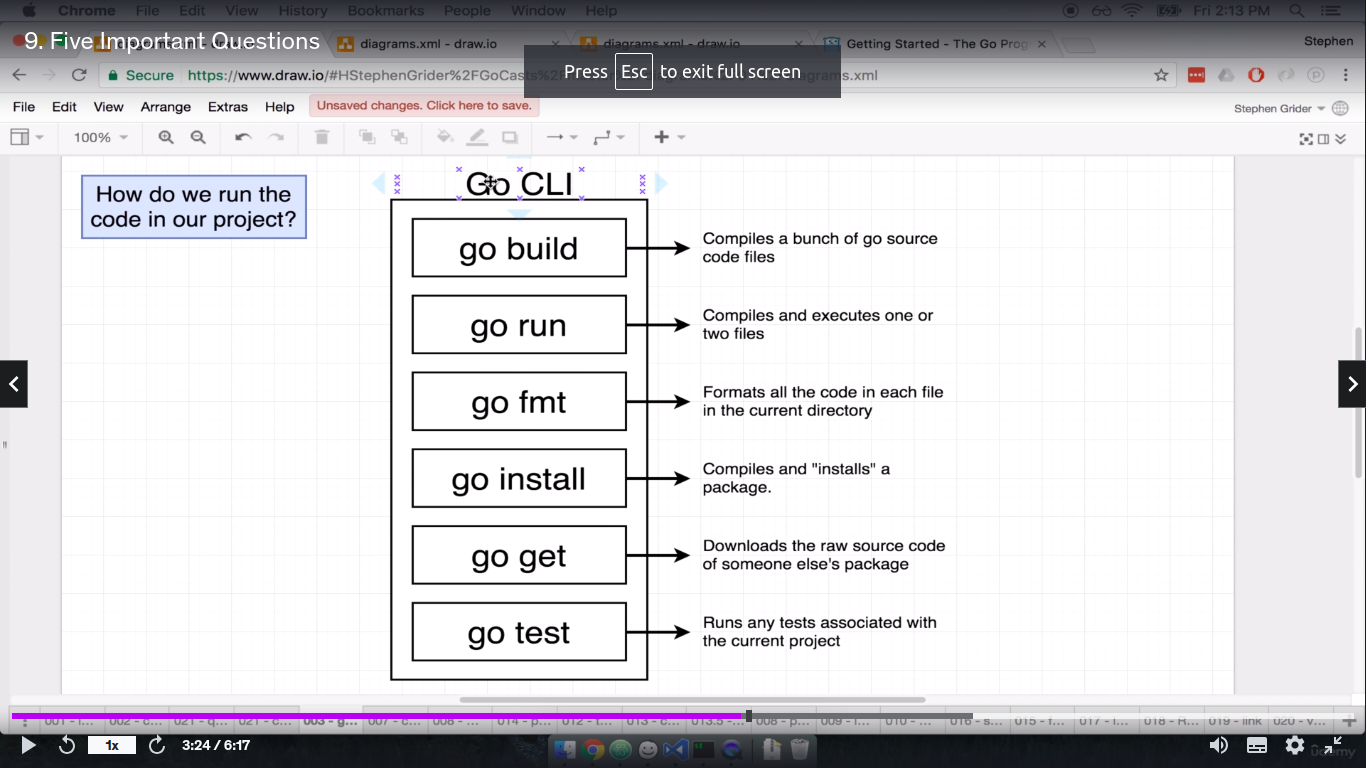 Chrome File Edit View History Bookmarks People Window Help Fri 2:13 PM
9. Five Important Questions
diagrams.xml - draw.io
diagrams.xml - draw.io
Getting Started - The Go Prog
Stephen
Press Esc to exit full screen
Secure https://www.draw.io/#HStephenGrider%2FGoCasts%2 agrams.xml
File Edit View Arrange Extras Help Unsaved changes. Click here to save. Stephen Grider
100%
How do we run the
code in our project?
Go CLI
go build
Compiles a bunch of go source
code files
go run
Compiles and executes one or
two files
go fmt
Formats all the code in each file
in the current directory
go install
Compiles and "installs" a
package.
go get
Downloads the raw source code
of someone else's package
go test
Runs any tests associated with
the current project
001 - i... 002 - c... 021 - q... 021 - c... 003 - g... 007 - c... 014 - p... 012 - t... 013 - c... 013.5 -... 008 - p... 009 - i... 010 - ... 016 - s... 015 - f... 017 - i... 018 - R... 019 - link 020 - v...
1x 3:24 / 6:17
udemy